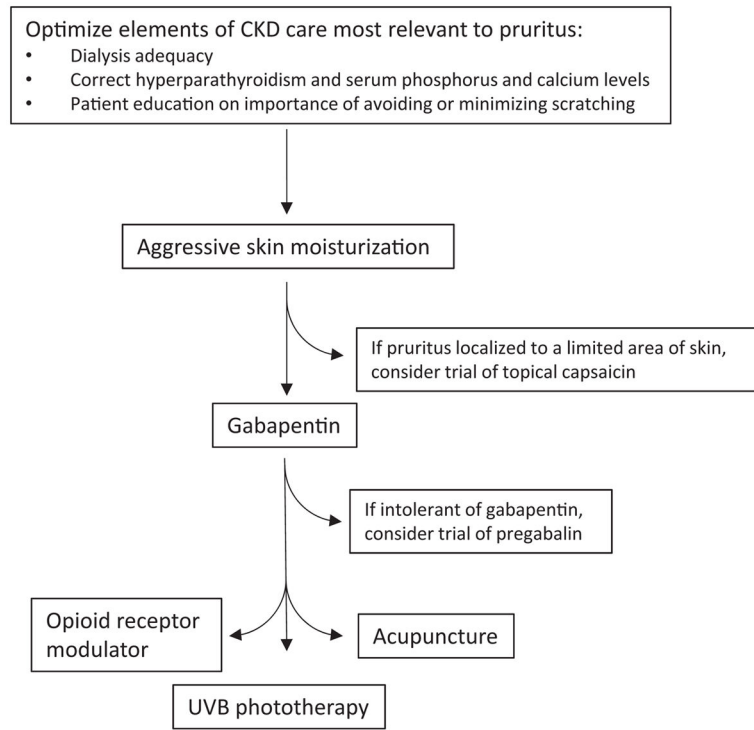 Optimize elements of CKD care most relevant to pruritus:
• Dialysis adequacy
• Correct hyperparathyroidism and serum phosphorus and calcium levels
• Patient education on importance of avoiding or minimizing scratching
Aggressive skin moisturization
If pruritus localized to a limited area of skin,
consider trial of topical capsaicin
Gabapentin
If intolerant of gabapentin,
consider trial of pregabalin
Opioid receptor
modulator
Acupuncture
UVB phototherapy